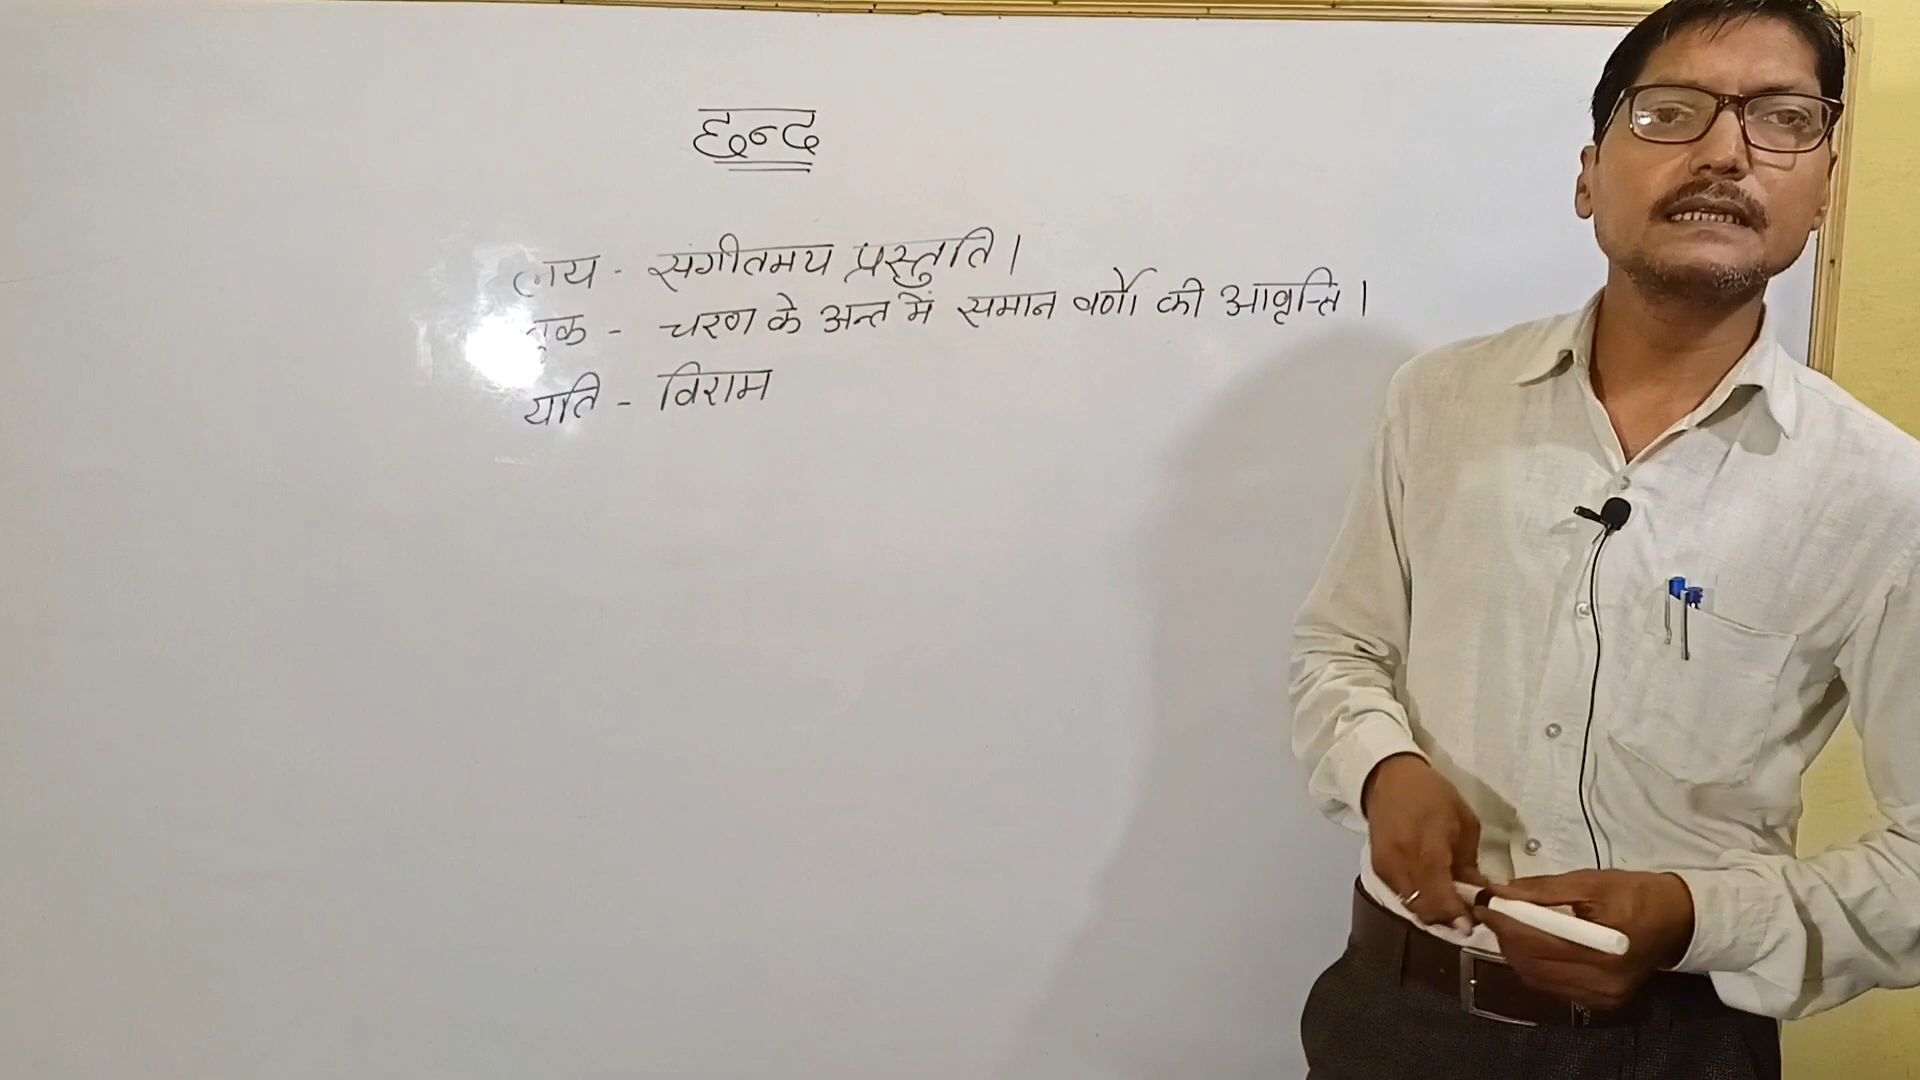 छन्द
लय - संगीतमय प्रस्तुति।
तुक - चरण के अन्त में समान वर्णो की आवृत्ति।
यति - विराम